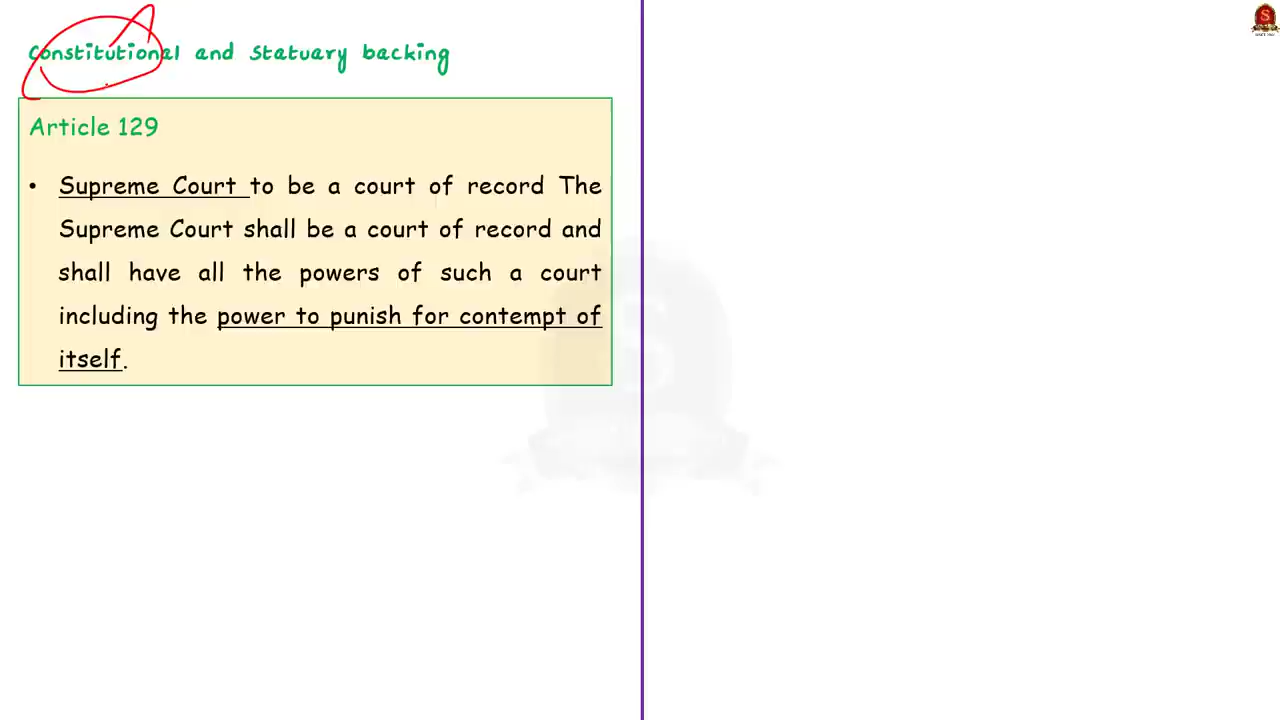 Constitutional and Statuary backing
Article 129
• Supreme Court to be a court of record The
Supreme Court shall be a court of record and
shall have all the powers of such a court
including the power to punish for contempt of
itself.
S